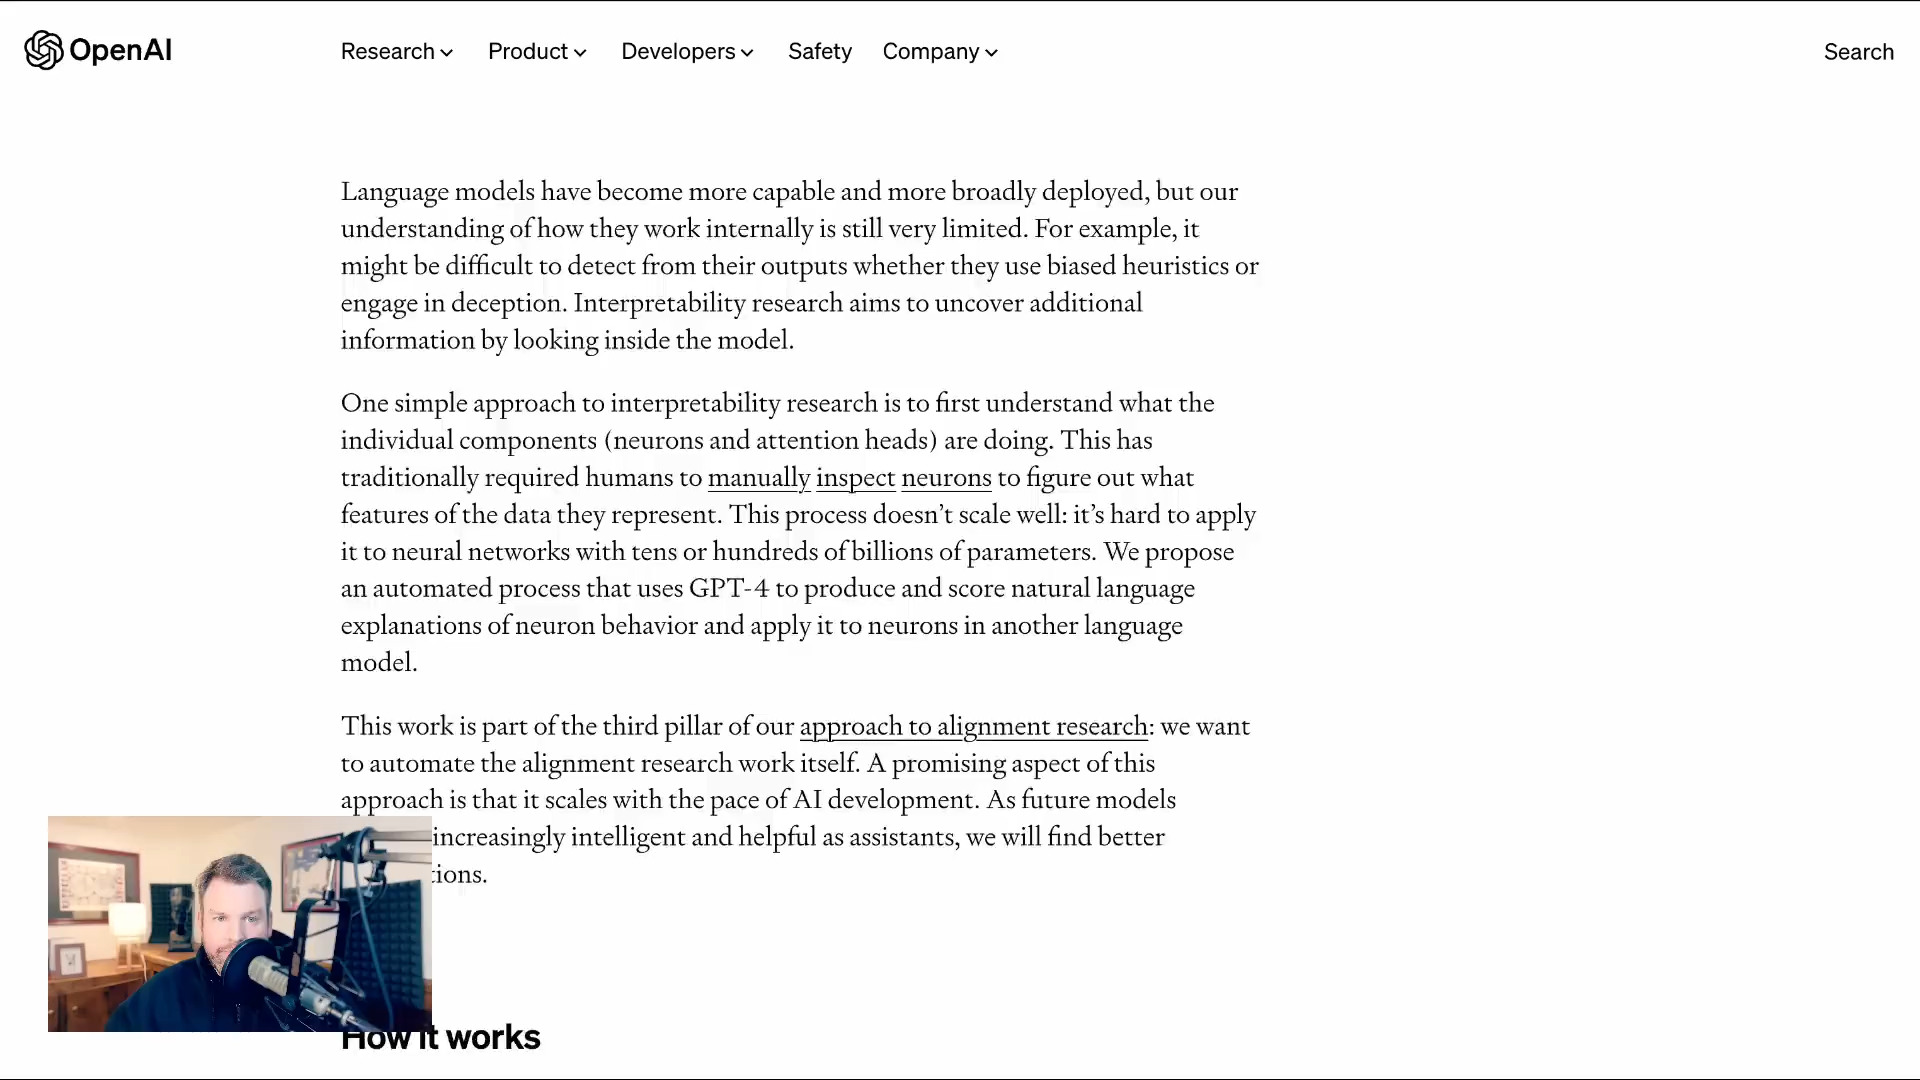 OpenAI
Research
Product
Developers
Safety
Company
Search
Language models have become more capable and more broadly deployed, but our
understanding of how they work internally is still very limited. For example, it
might be difficult to detect from their outputs whether they use biased heuristics or
engage in deception. Interpretability research aims to uncover additional
information by looking inside the model.
One simple approach to interpretability research is to first understand what the
individual components (neurons and attention heads) are doing. This has
traditionally required humans to manually inspect neurons to figure out what
features of the data they represent. This process doesn’t scale well: it’s hard to apply
it to neural networks with tens or hundreds of billions of parameters. We propose
an automated process that uses GPT-4 to produce and score natural language
explanations of neuron behavior and apply it to neurons in another language
model.
This work is part of the third pillar of our approach to alignment research: we want
to automate the alignment research work itself. A promising aspect of this
approach is that it scales with the pace of AI development. As future models
increasingly intelligent and helpful as assistants, we will find better
tions.
How it works